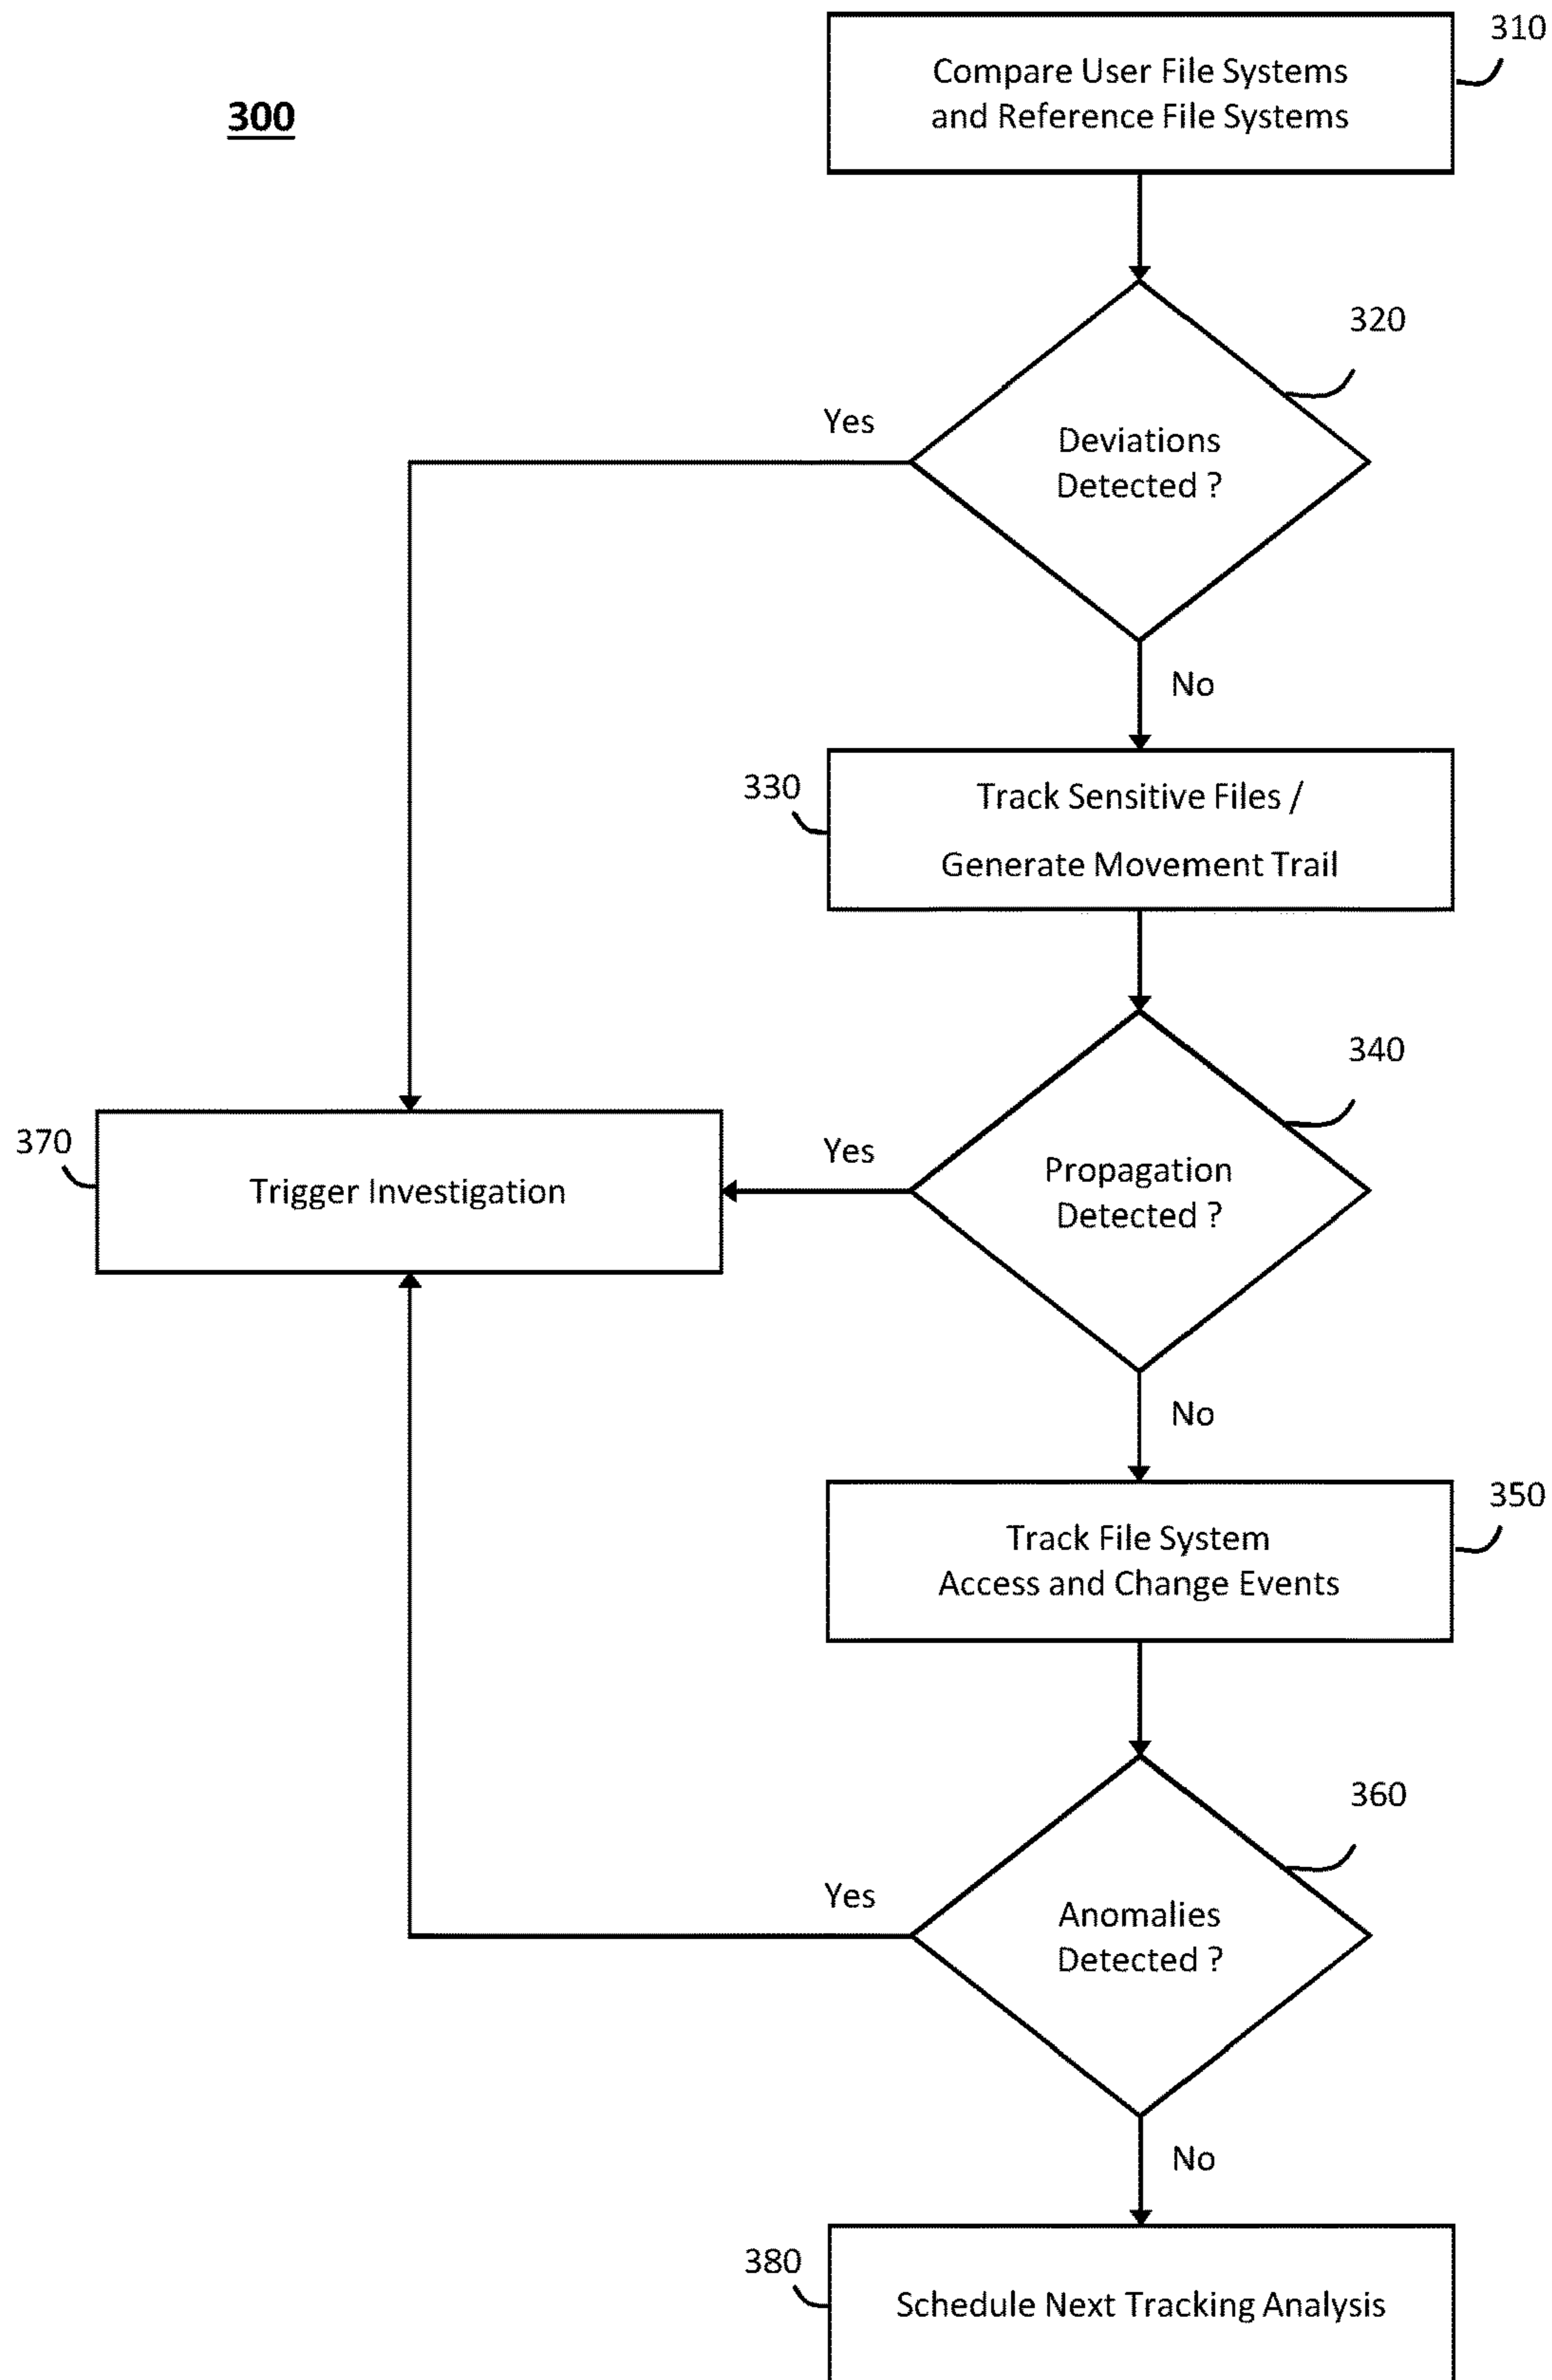 310
Compare User File Systems
and Reference File Systems
300
320
Yes
Deviations
Detected ?
No
330
Track Sensitive Files /
Generate Movement Trail
340
370
Yes
Trigger Investigation
Propagation
Detected ?
No
350
Track File System
Access and Change Events
360
Yes
Anomalies
Detected ?
No
380
Schedule Next Tracking Analysis